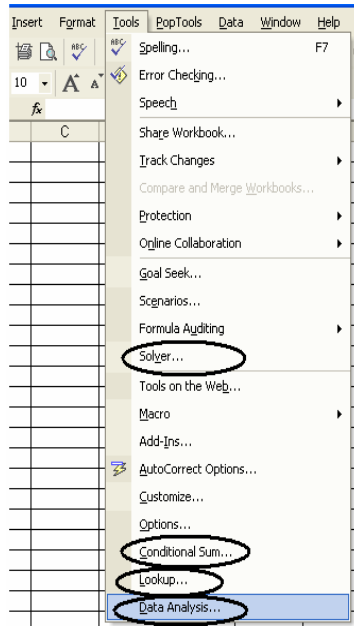 Insert Format Tools PopTools Data Window Help
ABC ABC Spelling... F7
10 A A Error Checking...
Speech
fx
C Share Workbook...
Track Changes
Compare and Merge Workbooks...
Protection
Online Collaboration
Goal Seek...
Scenarios...
Formula Auditing
Solver...
Tools on the Web...
Macro
Add-Ins...
AutoCorrect Options...
Customize...
Options...
Conditional Sum...
Lookup...
Data Analysis...